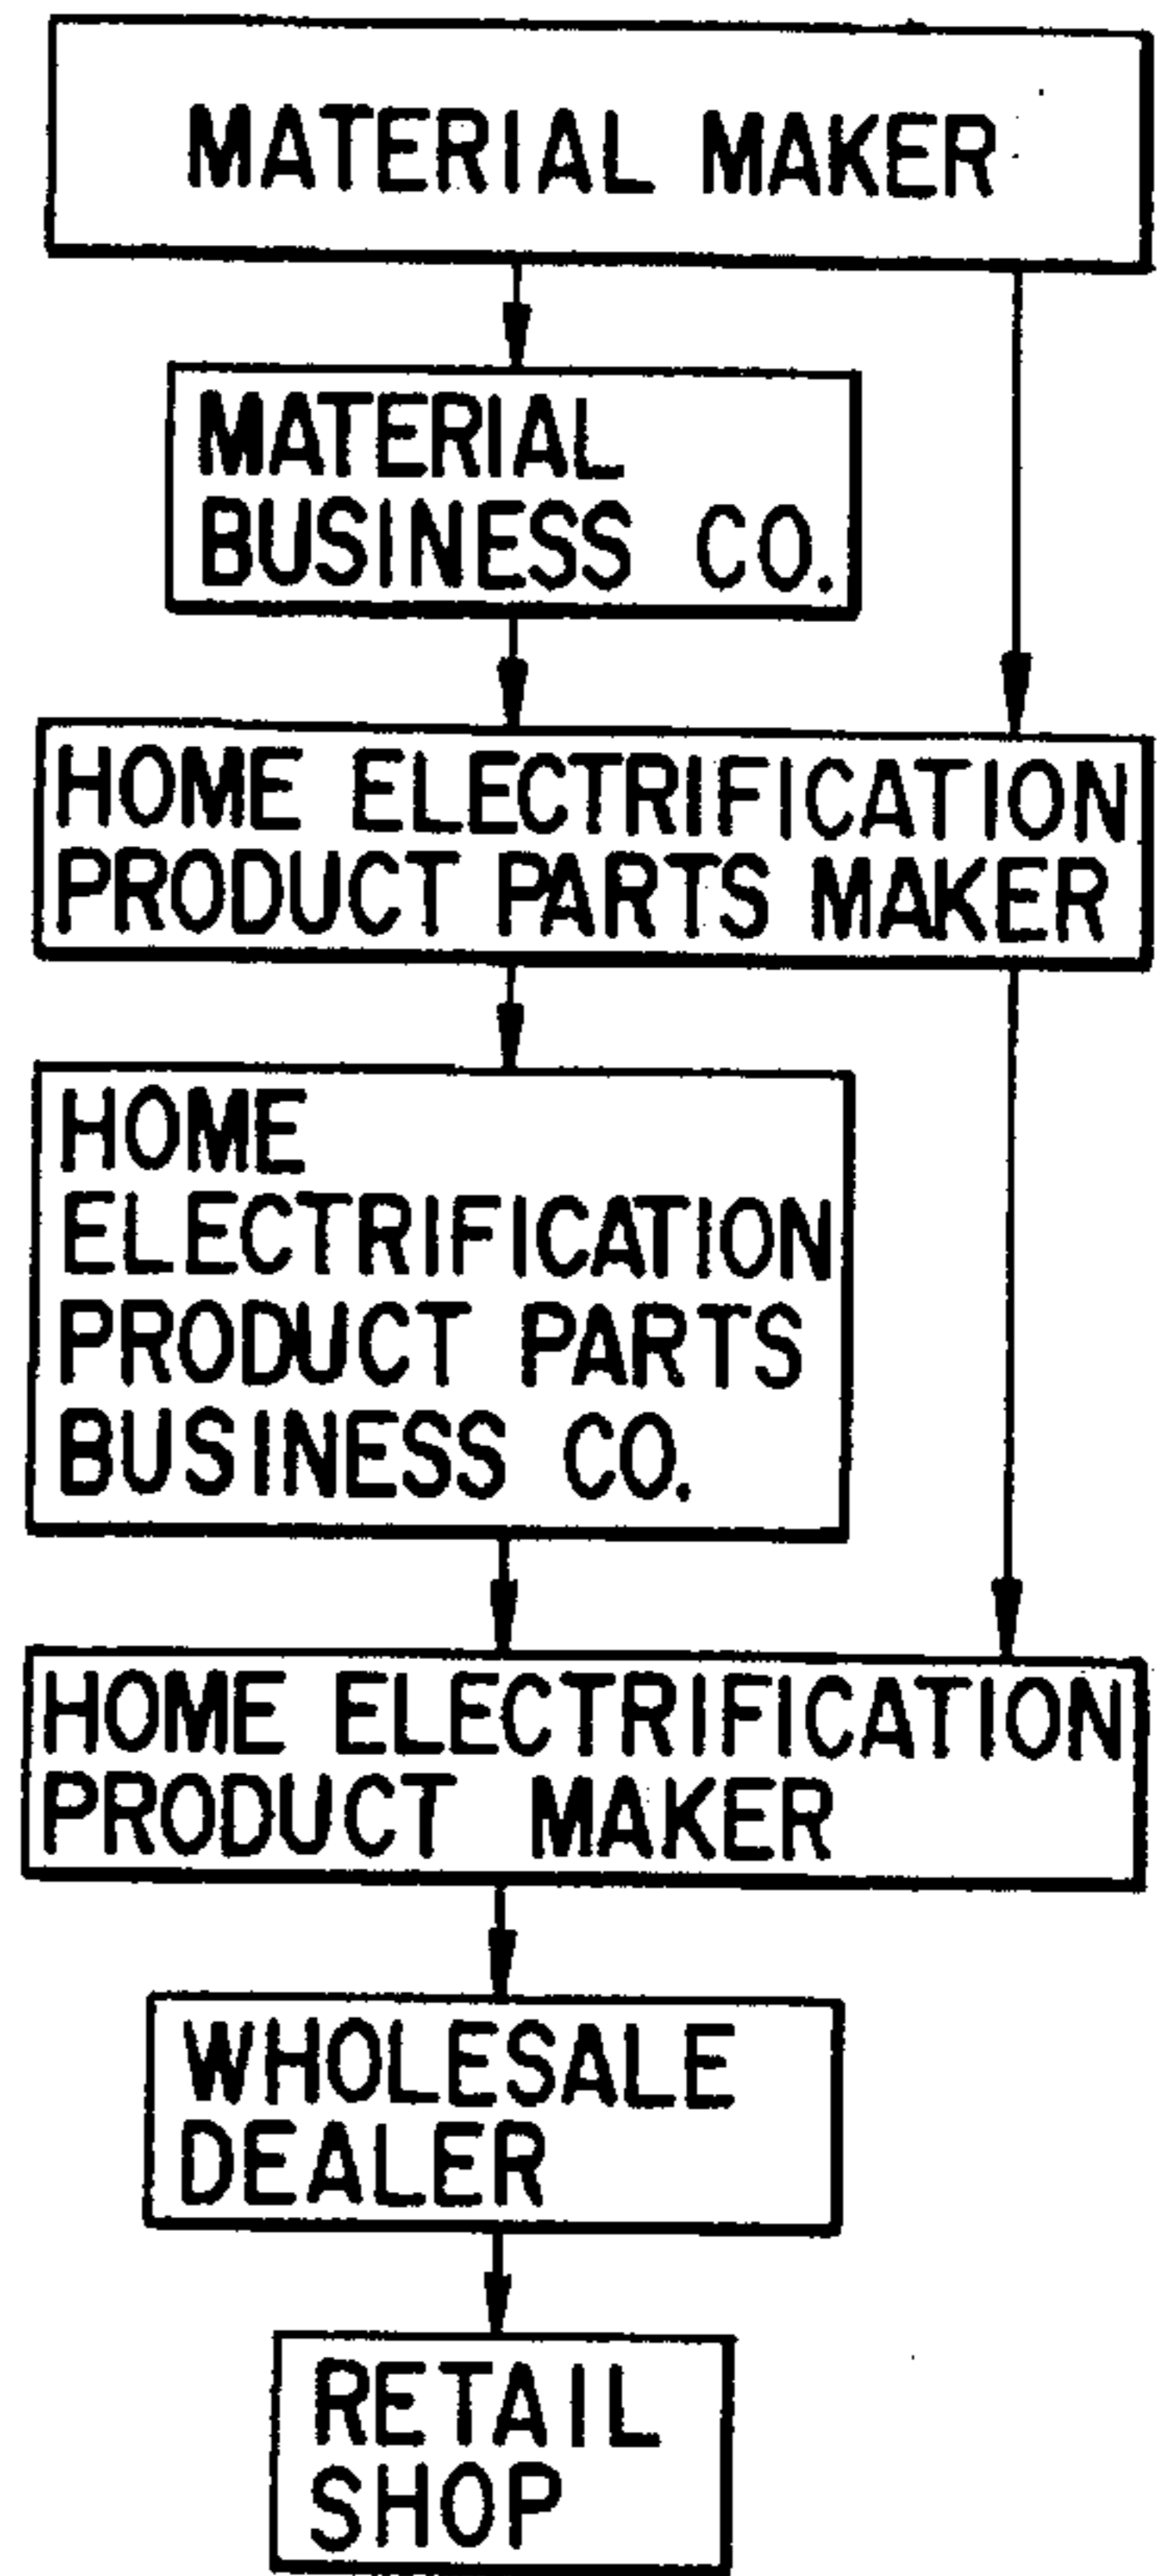 MATERIAL MAKER
MATERIAL
BUSINESS CO.
HOME ELECTRIFICATION
PRODUCT PARTS MAKER
HOME
ELECTRIFICATION
PRODUCT PARTS
BUSINESS CO.
HOME ELECTRIFICATION
PRODUCT MAKER
WHOLESALE
DEALER
RETAIL
SHOP